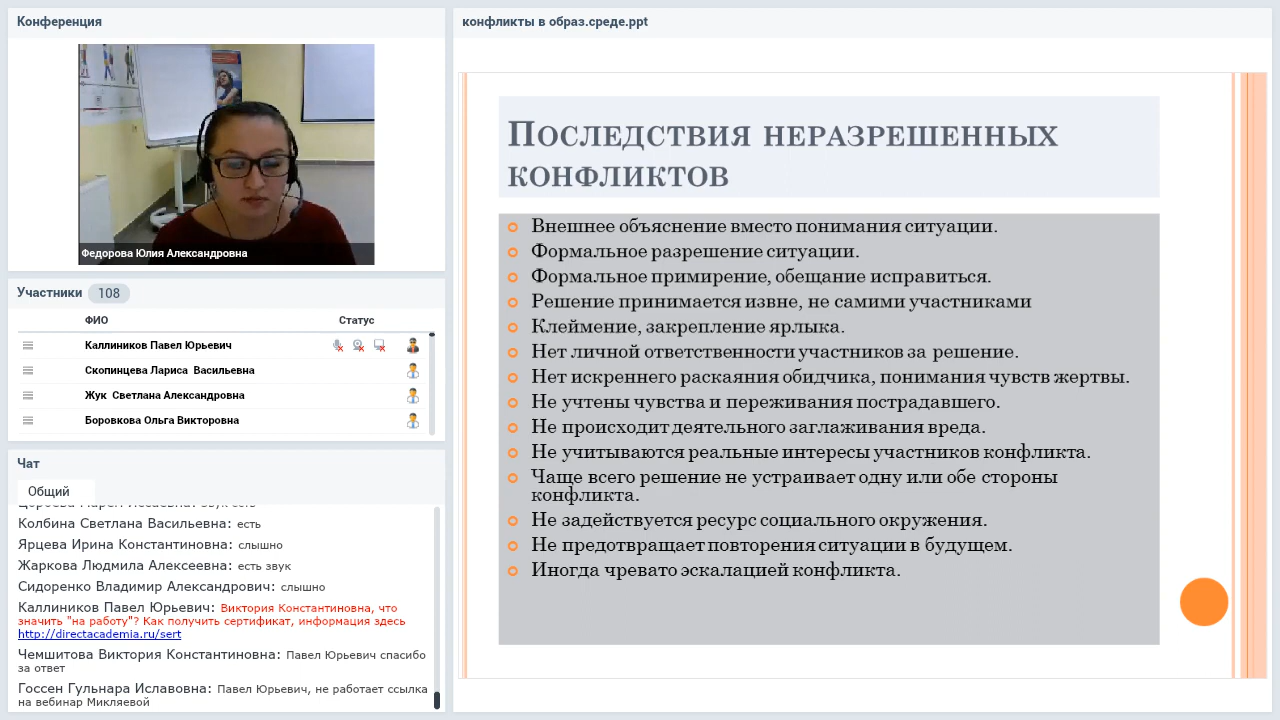 Конференция
Федорова Юлия Александровна
Участники 108
ФИО Статус
Каллиников Павел Юрьевич
Скопинцева Лариса Васильевна
Жук Светлана Александровна
Боровкова Ольга Викторовна
Чат
Общий
Колбина Светлана Васильевна: есть
Ярцева Ирина Константиновна: слышно
Жаркова Людмила Алексеевна: есть звук
Сидоренко Владимир Александрович: слышно
Каллиников Павел Юрьевич: Виктория Константиновна, что
значить "на работу"? Как получить сертификат, информация здесь
http://directacademia.ru/sert
Чемшитова Виктория Константиновна: Павел Юрьевич спасибо
за ответ
Госсен Гульнара Иславовна: Павел Юрьевич, не работает ссылка
на вебинар Микляевой
конфликты в образ.среде.ppt
Последствия неразрешенных
конфликтов
Внешнее объяснение вместо понимания ситуации.
Формальное разрешение ситуации.
Формальное примирение, обещание исправиться.
Решение принимается извне, не самими участниками
Клеймение, закрепление ярлыка.
Нет личной ответственности участников за решение.
Нет искреннего раскаяния обидчика, понимания чувств жертвы.
Не учтены чувства и переживания пострадавшего.
Не происходит деятельного заглаживания вреда.
Не учитываются реальные интересы участников конфликта.
Чаще всего решение не устраивает одну или обе стороны
конфликта.
Не задействуется ресурс социального окружения.
Не предотвращает повторения ситуации в будущем.
Иногда чревато эскалацией конфликта.